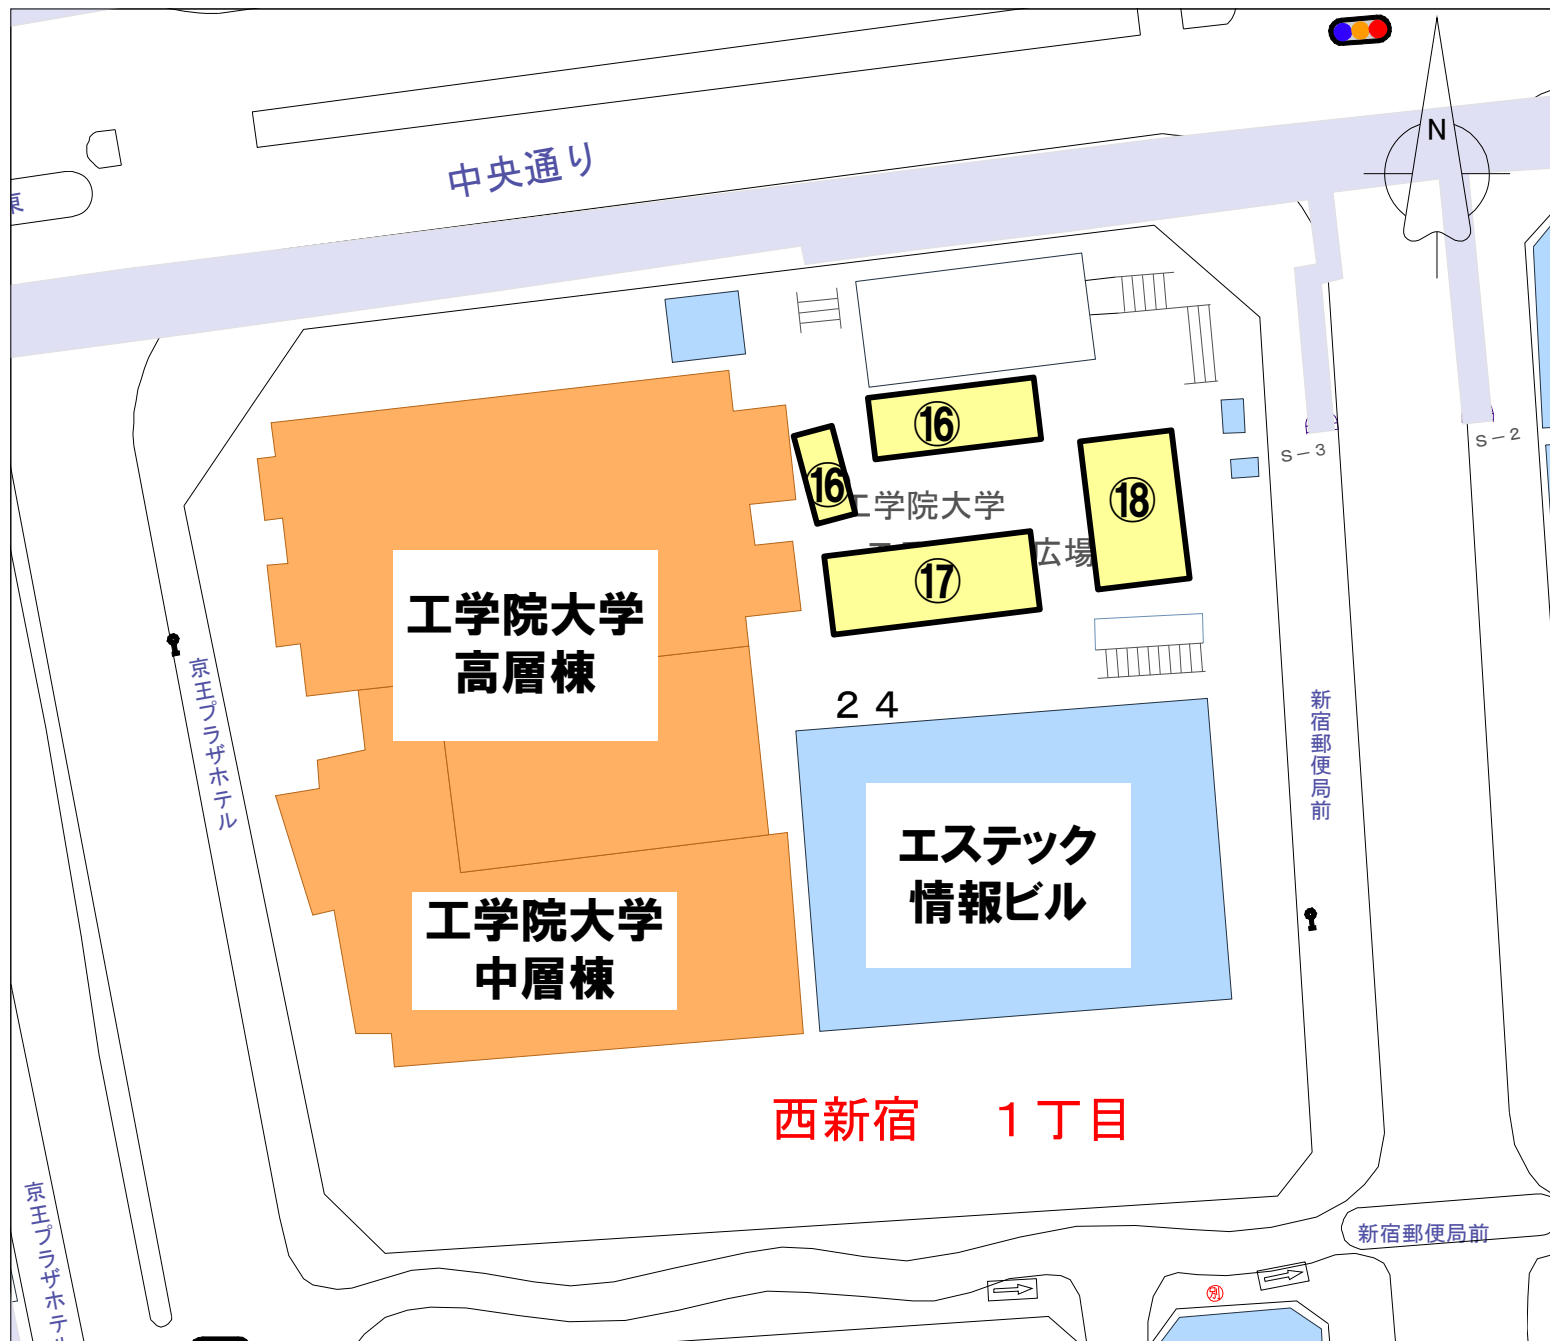 N
中央通り
東
S－3
S－2
⑯
⑯
⑱
工学院大学
広場
⑰
工学院大学
高層棟
24
京王プラザホテル
新宿郵便局前
エステック
情報ビル
工学院大学
中層棟
西新宿　1丁目
京王プラザホテル
新宿郵便局前